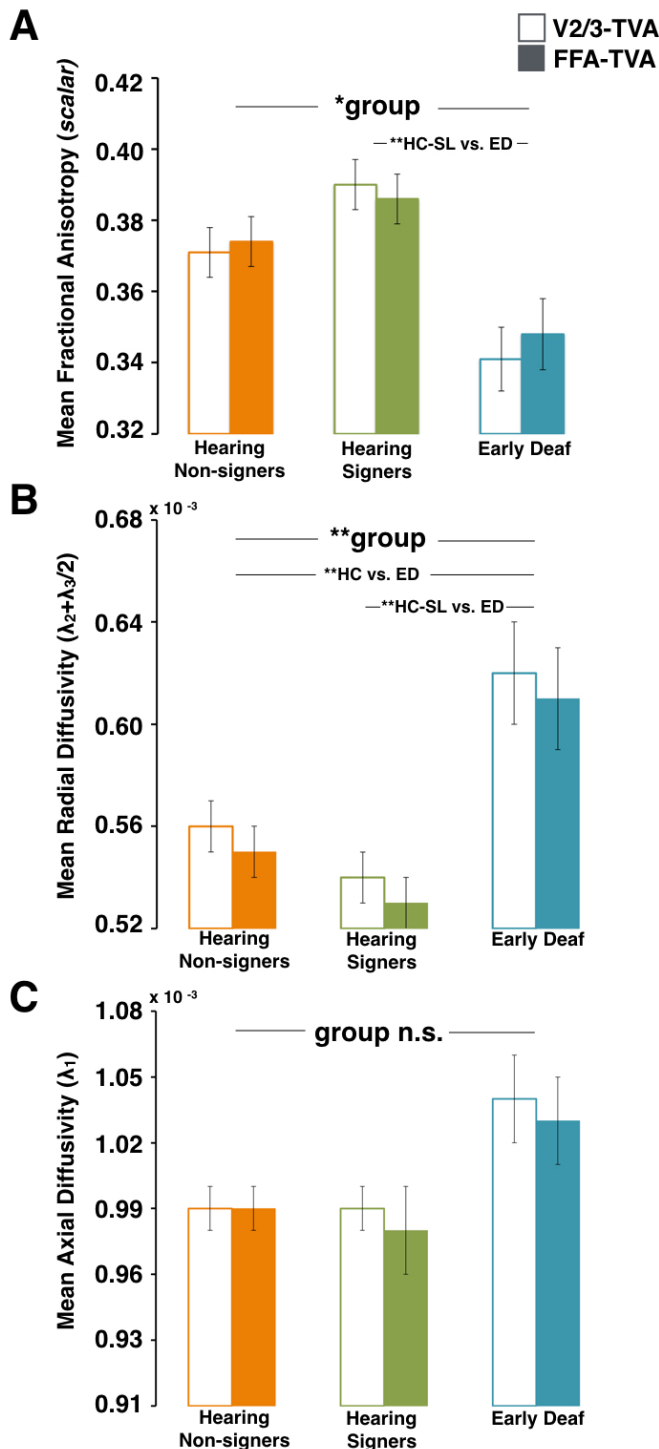 A
V2/3-TVA
FFA-TVA
Mean Fractional Anisotropy (scalar)
0.42
0.40
0.38
0.36
0.34
0.32
*group
**HC-SL vs. ED
Hearing
Non-signers
Hearing
Signers
Early Deaf
B
x 10 -3
Mean Radial Diffusivity (λ₂+λ₃/2)
0.68
0.64
0.60
0.56
0.52
**group
**HC vs. ED
**HC-SL vs. ED
Hearing
Non-signers
Hearing
Signers
Early Deaf
C
x 10 -3
Mean Axial Diffusivity (λ₁)
1.08
1.05
1.02
0.99
0.96
0.93
0.91
group n.s.
Hearing
Non-signers
Hearing
Signers
Early Deaf